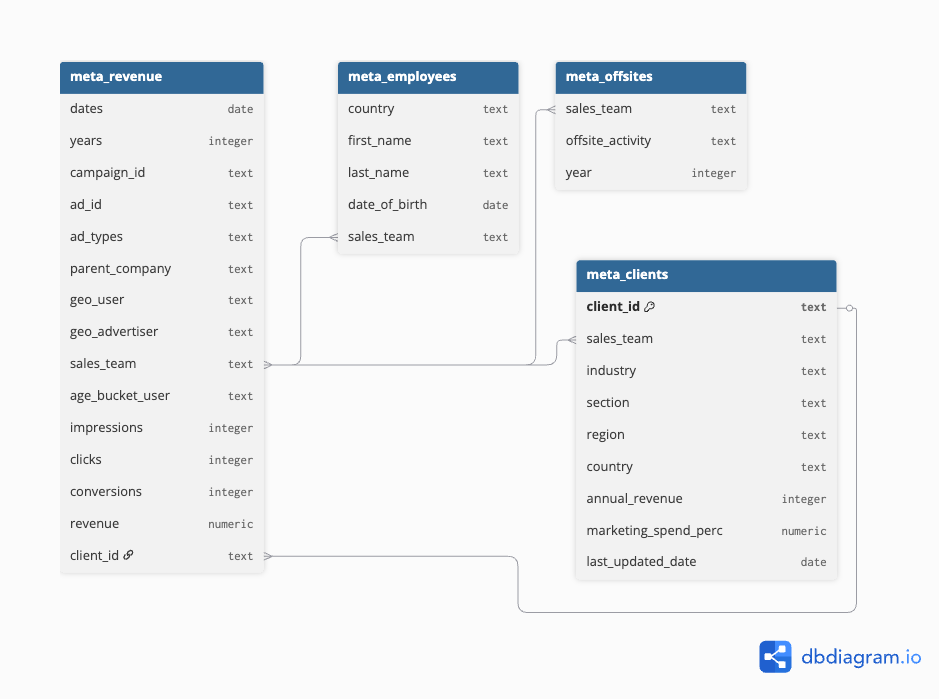 meta_revenue
dates date
years integer
campaign_id text
ad_id text
ad_types text
parent_company text
geo_user text
geo_advertiser text
sales_team text
age_bucket_user text
impressions integer
clicks integer
conversions integer
revenue numeric
client_id text
meta_employees
country text
first_name text
last_name text
date_of_birth date
sales_team text
meta_offsites
sales_team text
offsite_activity text
year integer
meta_clients
client_id text
sales_team text
industry text
section text
region text
country text
annual_revenue integer
marketing_spend_perc numeric
last_updated_date date
dbdiagram.io